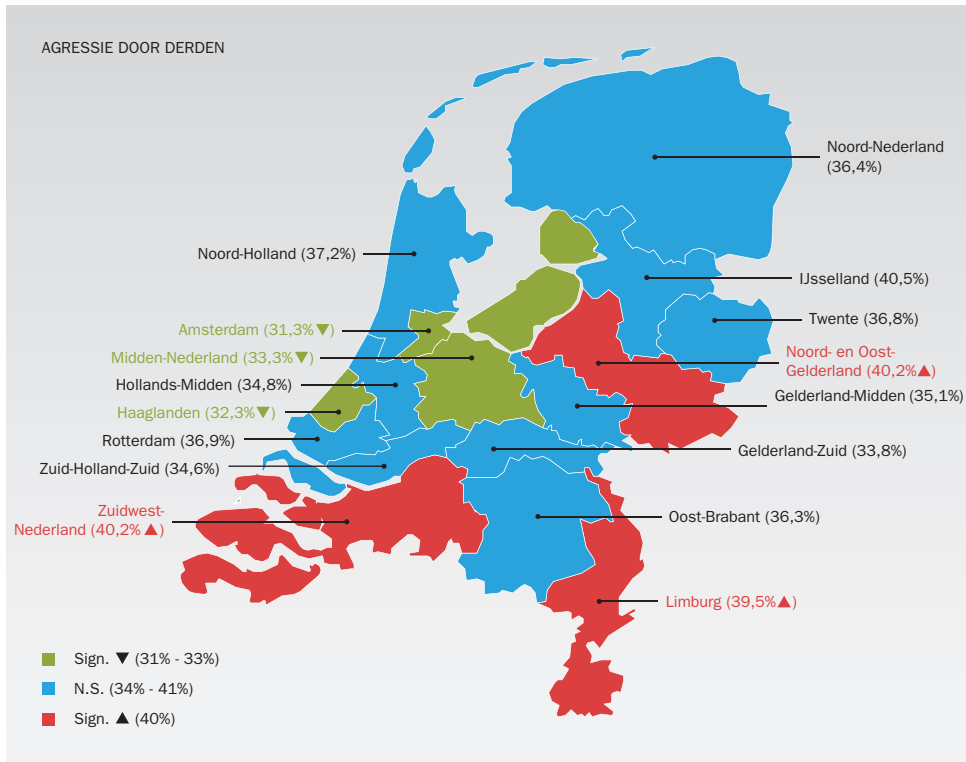 AGRESSIE DOOR DERDEN
Noord-Nederland
(36,4%)
Noord-Holland (37,2%)
IJsselland (40,5%)
Twente (36,8%)
Amsterdam (31,3%▼)
Midden-Nederland (33,3%▼)
Noord- en Oost-
Gelderland (40,2%▲)
Hollands-Midden (34,8%)
Gelderland-Midden (35,1%)
Haaglanden (32,3%▼)
Rotterdam (36,9%)
Gelderland-Zuid (33,8%)
Zuid-Holland-Zuid (34,6%)
Zuidwest-
Nederland (40,2% ▲)
Oost-Brabant (36,3%)
Limburg (39,5%▲)
Sign. ▼ (31% - 33%)
N.S. (34% - 41%)
Sign. ▲ (40%)